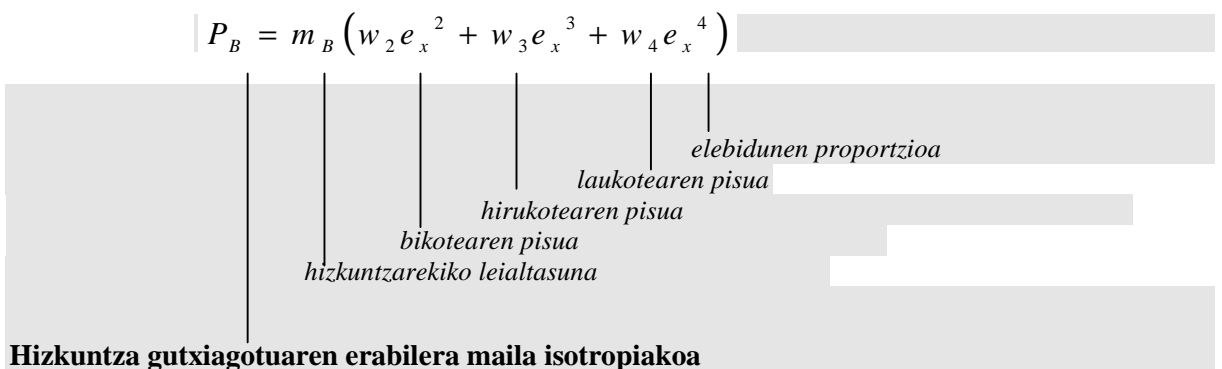 P_B = m_B (w_2 e_x^2 + w_3 e_x^3 + w_4 e_x^4)
elebidunen proportzioa
laukotearen pisua
hirukotearen pisua
bikotearen pisua
hizkuntzarekiko leialtasuna
Hizkuntza gutxiagotuaren erabilera maila isotropiakoa